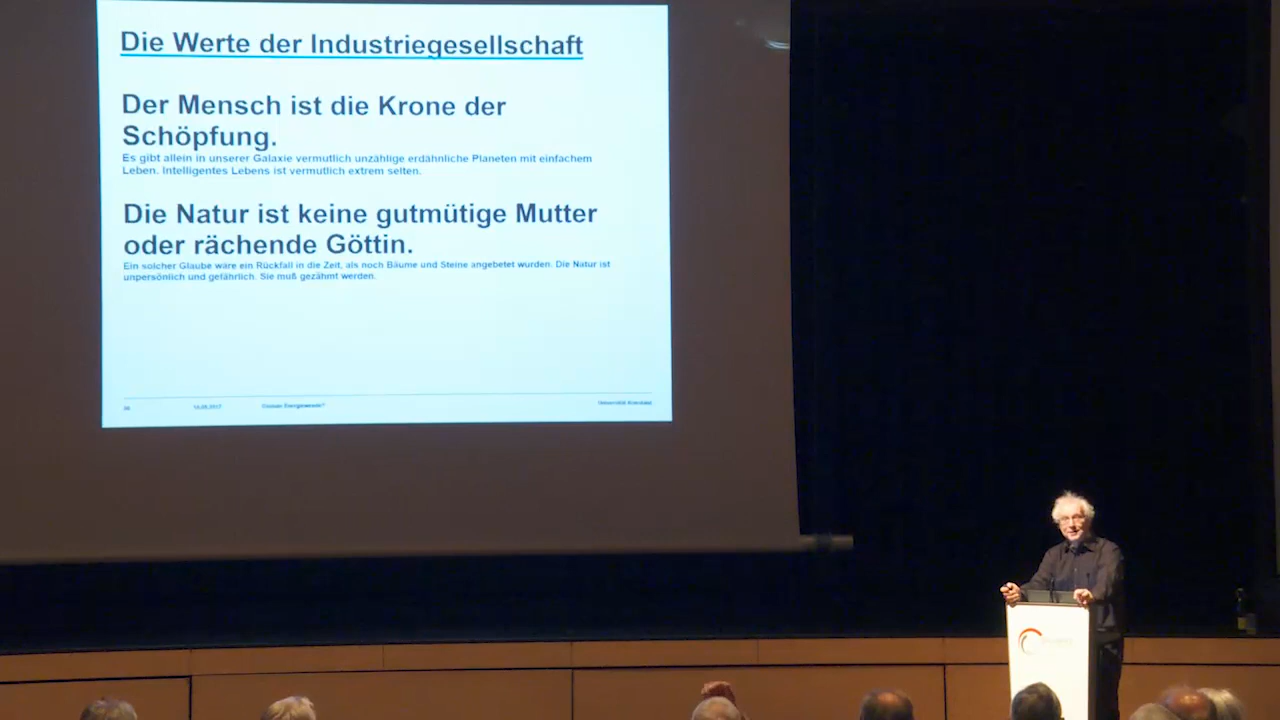 Die Werte der Industriegesellschaft
Der Mensch ist die Krone der
Schöpfung.
Es gibt allein in unserer Galaxie vermutlich unzählige erdähnliche Planeten mit einfachem
Leben. Intelligentes Lebens ist vermutlich extrem selten.
Die Natur ist keine gutmütige Mutter
oder rächende Göttin.
Ein solcher Glaube wäre ein Rückfall in die Zeit, als noch Bäume und Steine angebetet wurden. Die Natur ist
unpersönlich und gefährlich. Sie muß gezähmt werden.